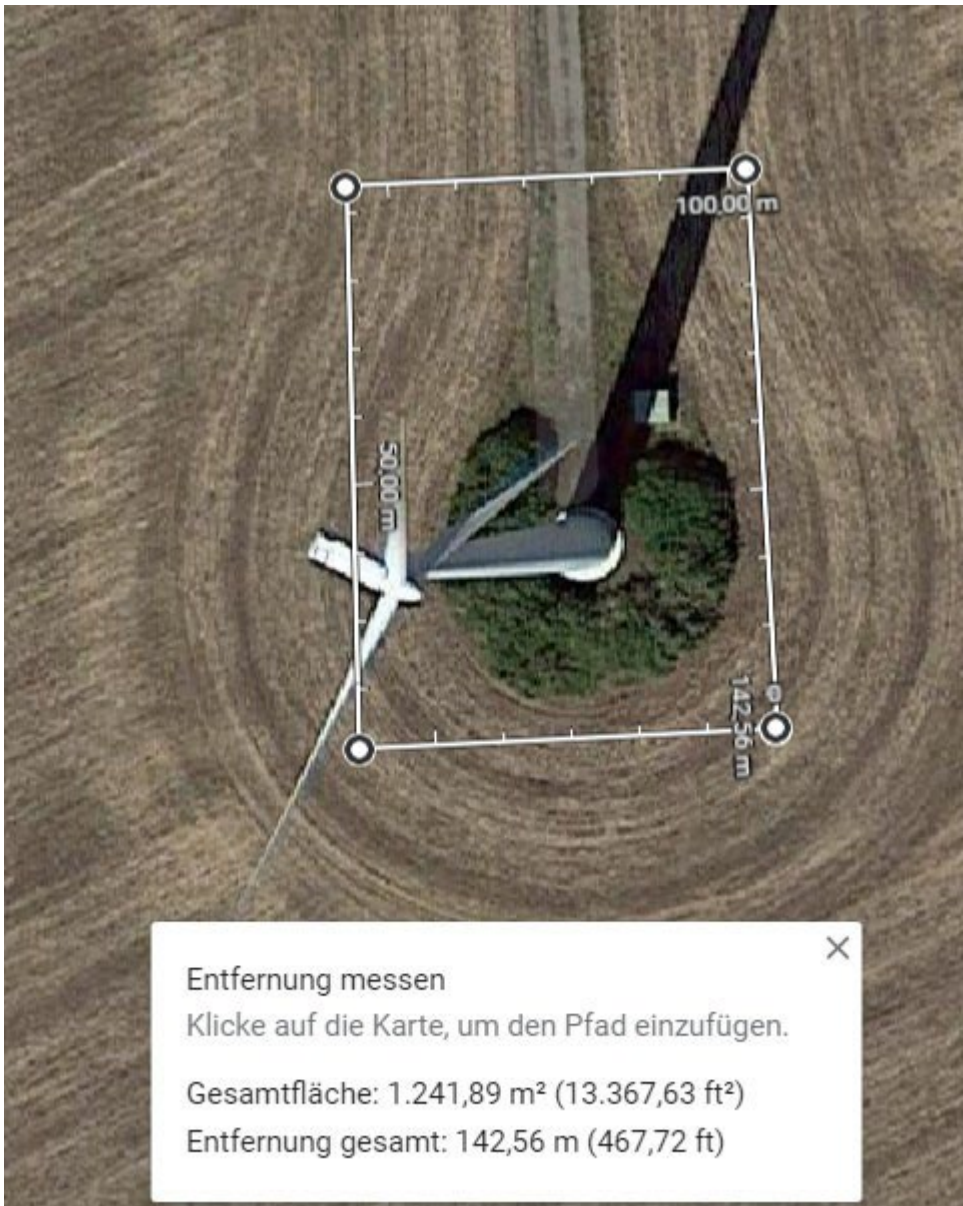 100,00 m
50,00 m
0
142,56 m
Entfernung messen
Klicke auf die Karte, um den Pfad einzufügen.
Gesamtfläche: 1.241,89 m² (13.367,63 ft²)
Entfernung gesamt: 142,56 m (467,72 ft)